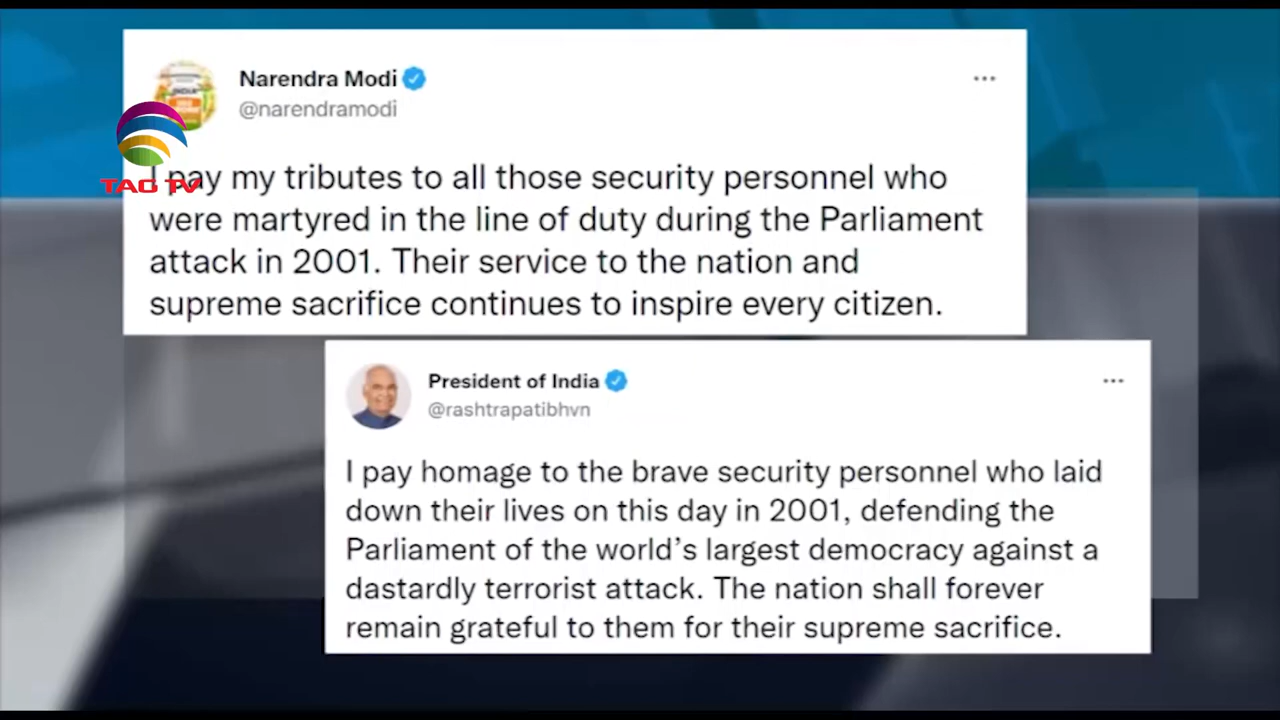 Narendra Modi
@narendramodi
TAG TV
I pay my tributes to all those security personnel who
were martyred in the line of duty during the Parliament
attack in 2001. Their service to the nation and
supreme sacrifice continues to inspire every citizen.
President of India
@rashtrapatibhvn
I pay homage to the brave security personnel who laid
down their lives on this day in 2001, defending the
Parliament of the world’s largest democracy against a
dastardly terrorist attack. The nation shall forever
remain grateful to them for their supreme sacrifice.